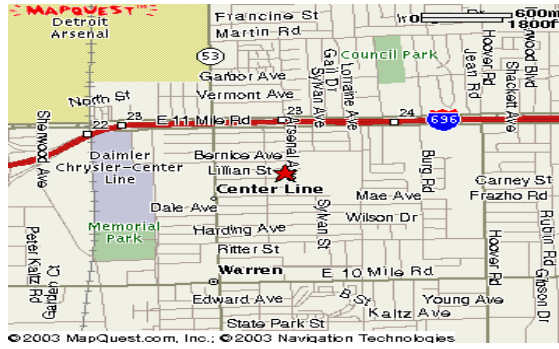 MAPQUEST
Francine St
Martin Rd
600m
1800ft
Detroit
Arsenal
53
Council Park
Gail Dr
Sylvan Ave
Lorraine Ave
Hoover Rd
Jean Rd
Shackett Ave
Garbor Ave
Vermont Ave
North St
22
23
E 11 Mile Rd
23
24
696
Sherwood Ave
Arsenal Av
Daimler
Chrysler-Center
Line
Bernice Ave
Lillian St
Center Line
Burg Rd
Carney St
Frazho Rd
Mae Ave
Dale Ave
Wilson Dr
Sylvan St
Memorial
Park
Harding Ave
Ritter St
Peter Kaltz Rd
Hoover Rd
Rubin Rd
Warren
E 10 Mile Rd
Gibson Dr
Edward Ave
B St
Young Ave
Kaltz Ave
State Park St
©2003 MapQuest.com, Inc.; ©2003 Navigation Technologies